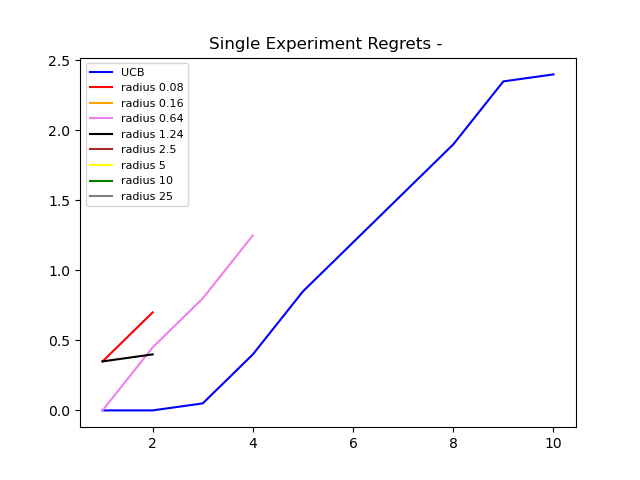 Single Experiment Regrets -
2.5
2.0
1.5
1.0
0.5
0.0
UCB
radius 0.08
radius 0.16
radius 0.64
radius 1.24
radius 2.5
radius 5
radius 10
radius 25
2 4 6 8 10